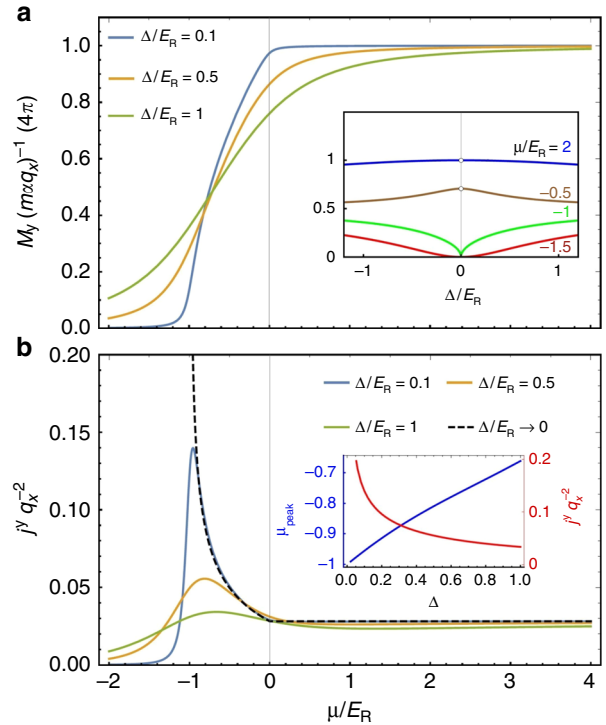 a
Δ/E_R = 0.1
Δ/E_R = 0.5
Δ/E_R = 1
M_y (mαq_x)⁻¹ (4π)
1.0
0.8
0.6
0.4
0.2
0.0
μ/E_R = 2
−0.5
−1
−1.5
1
0.5
0
−1 0 1
Δ/E_R
b
Δ/E_R = 0.1 Δ/E_R = 0.5
Δ/E_R = 1 Δ/E_R → 0
j^y q_x⁻²
0.20
0.15
0.10
0.05
0.00
μ_peak
−0.7
−0.8
−0.9
−1
0.2
0.1
0
j^y q_x⁻²
0.0 0.2 0.4 0.6 0.8 1.0
Δ
−2 −1 0 1 2 3 4
μ/E_R